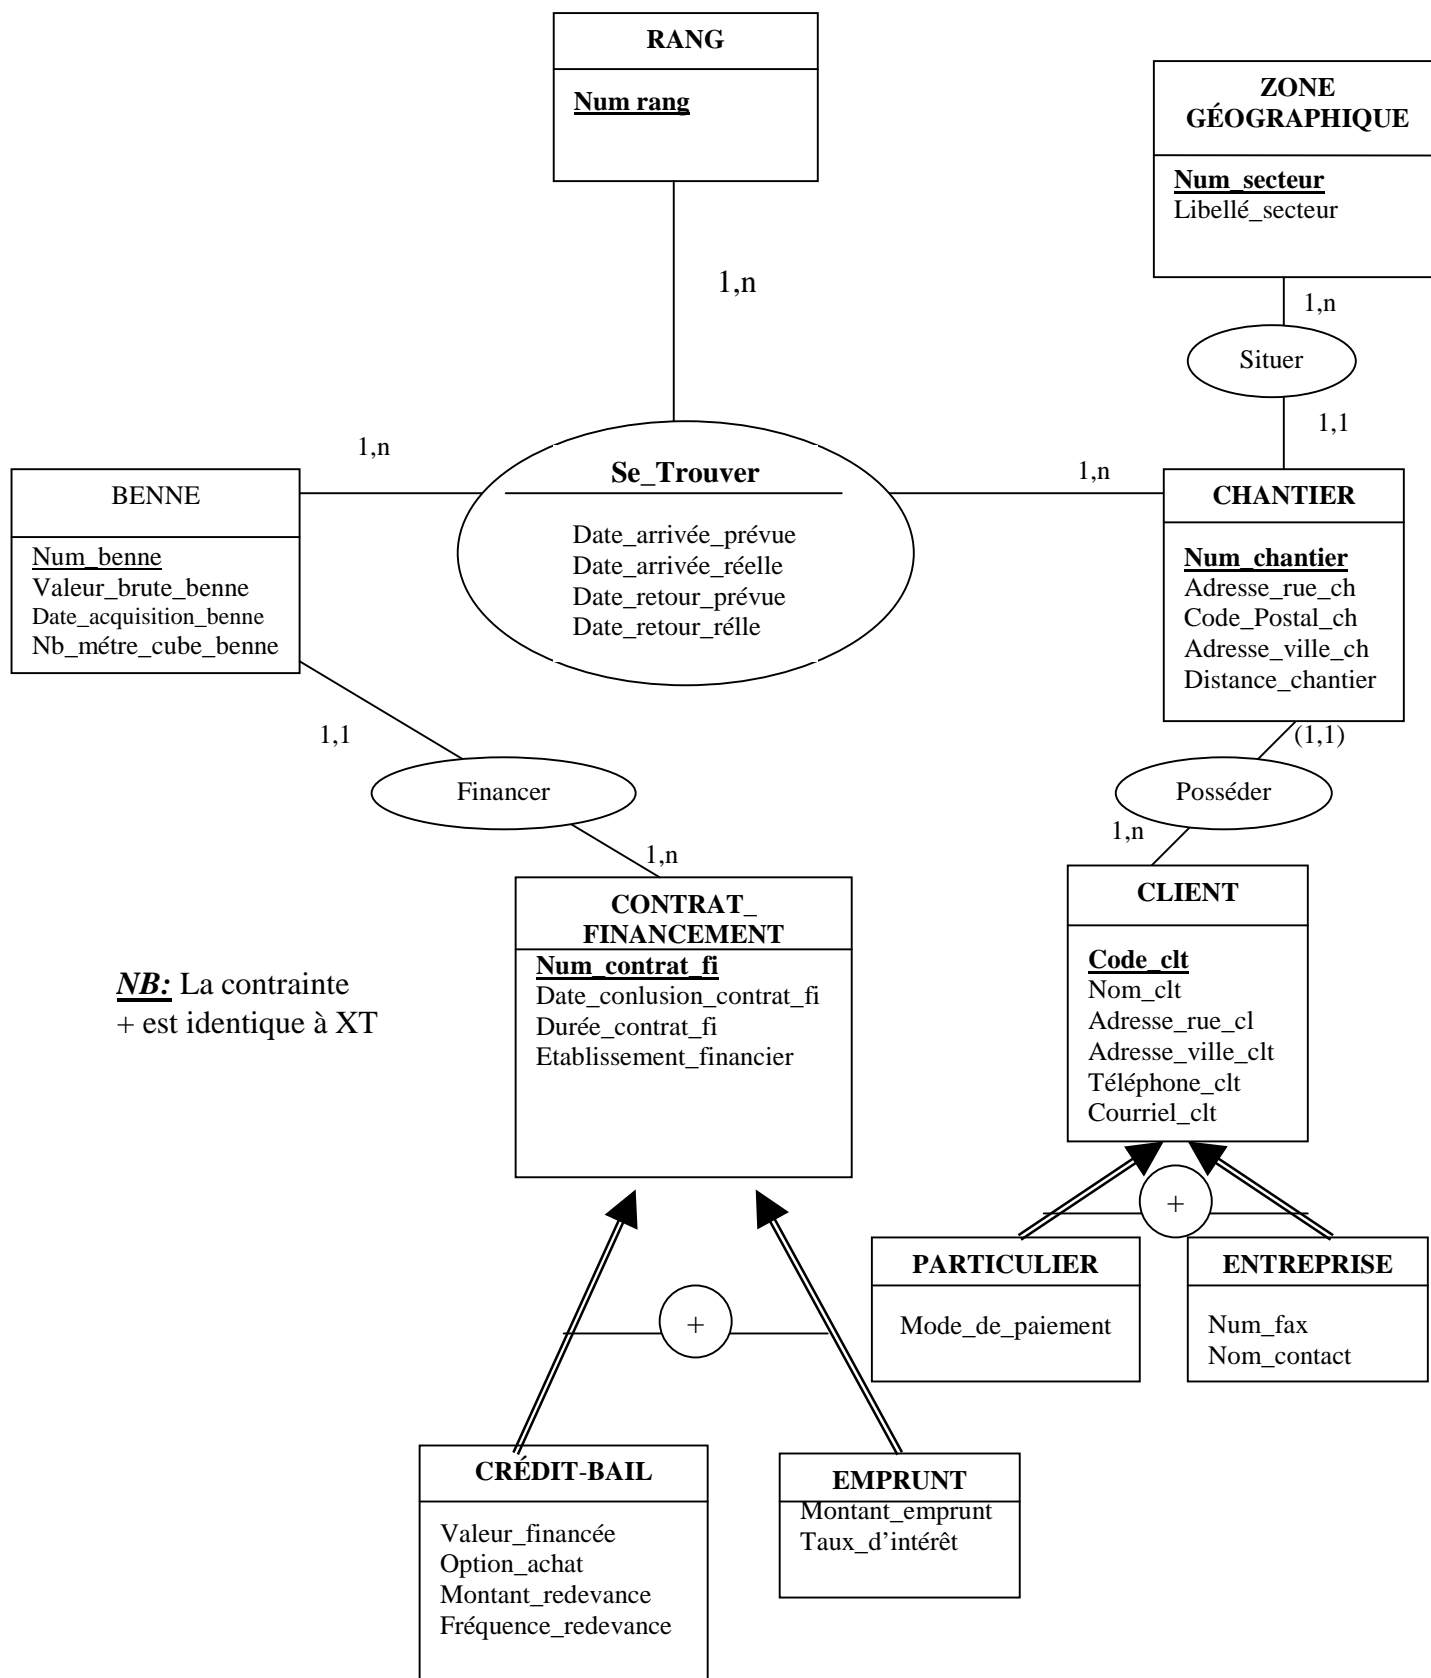 RANG
Num rang
ZONE
GÉOGRAPHIQUE
Num_secteur
Libellé_secteur
1,n
1,n
Situer
1,1
1,n
Se_Trouver
Date_arrivée_prévue
Date_arrivée_réelle
Date_retour_prévue
Date_retour_rélle
1,n
BENNE
Num_benne
Valeur_brute_benne
Date_acquisition_benne
Nb_métre_cube_benne
CHANTIER
Num_chantier
Adresse_rue_ch
Code_Postal_ch
Adresse_ville_ch
Distance_chantier
1,1
(1,1)
Financer
Posséder
1,n
1,n
CONTRAT_
FINANCEMENT
Num_contrat_fi
Date_conlusion_contrat_fi
Durée_contrat_fi
Etablissement_financier
CLIENT
Code_clt
Nom_clt
Adresse_rue_cl
Adresse_ville_clt
Téléphone_clt
Courriel_clt
NB: La contrainte
+ est identique à XT
+
PARTICULIER
Mode_de_paiement
ENTREPRISE
Num_fax
Nom_contact
+
CRÉDIT-BAIL
Valeur_financée
Option_achat
Montant_redevance
Fréquence_redevance
EMPRUNT
Montant_emprunt
Taux_d’intérêt